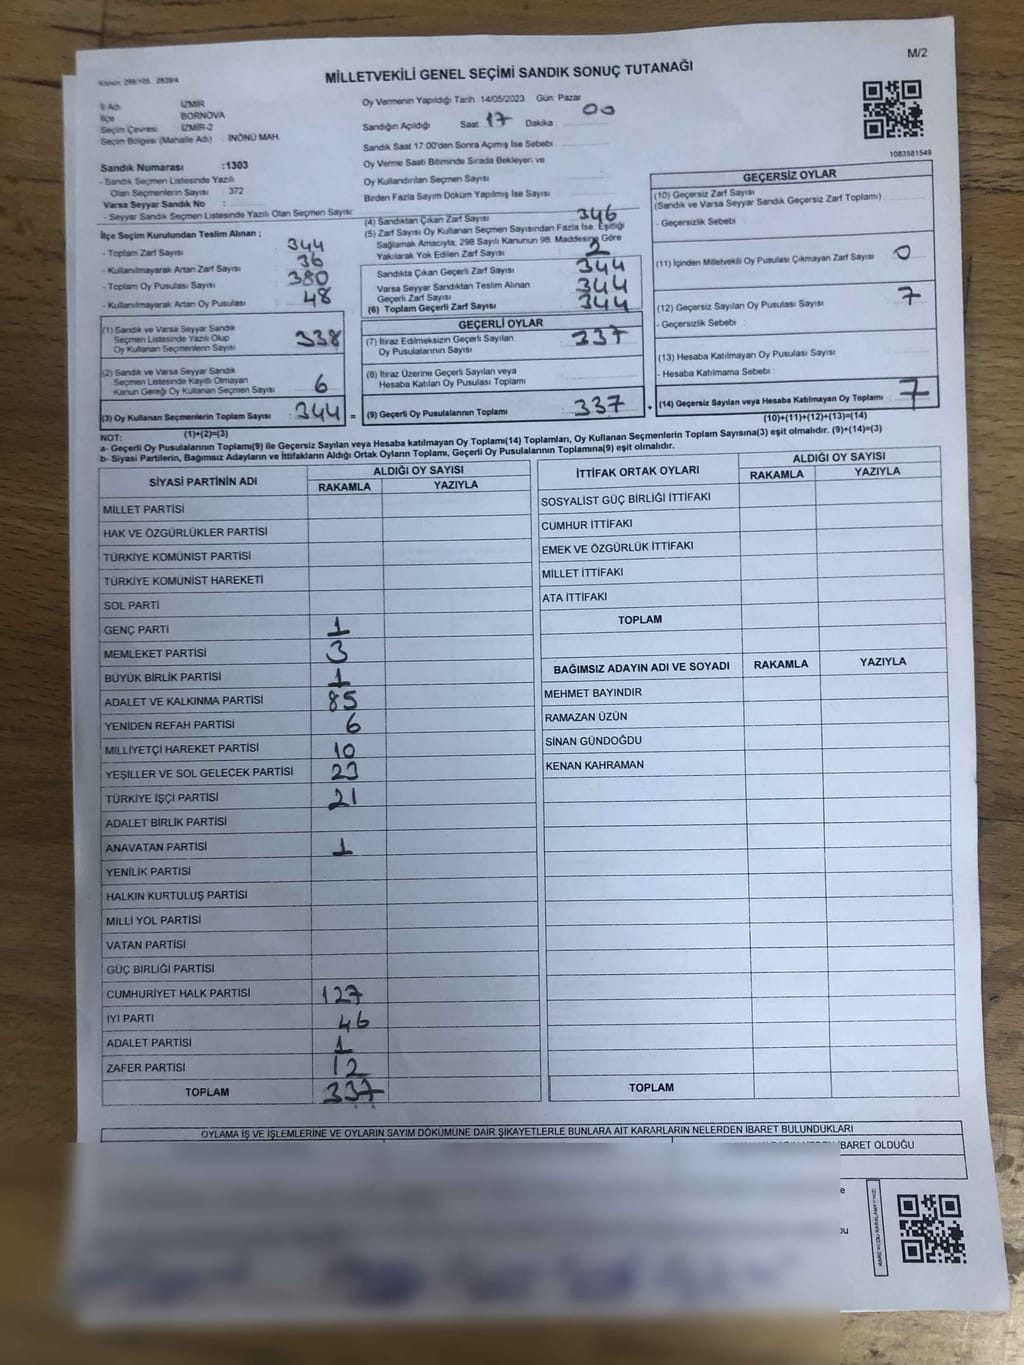 M/2
MİLLETVEKİLİ GENEL SEÇİMİ SANDIK SONUÇ TUTANAĞI
İl Adı İZMİR
İlçe BORNOVA
Seçim Çevresi İZMİR-2
Seçim Bölgesi (Mahalle Adı) : İNÖNÜ MAH
Sandık Numarası :1303
- Sandık Seçmen Listesinde Yazılı
Olan Seçmenlerin Sayısı : 372
Varsa Seyyar Sandık No :
- Seyyar Sandık Seçmen Listesinde Yazılı Olan Seçmen Sayısı:
Oy Vermenin Yapıldığı Tarih :14/05/2023 Gün: Pazar
Sandığın Açıldığı Saat : 17 Dakika : 00
Sandık Saat 17.00'den Sonra Açılmış İse Sebebi :
Oy Verme Saati Bitiminde Sırada Bekleyen ve
Oy Kullandırılan Seçmen Sayısı
Birden Fazla Sayım Döküm Yapılmış İse Sayısı
1083581549
İlçe Seçim Kurulundan Teslim Alınan ;
- Toplam Zarf Sayısı : 344
- Kullanılmayarak Artan Zarf Sayısı : 36
- Toplam Oy Pusulası Sayısı : 380
- Kullanılmayarak Artan Oy Pusulası : 48
(1) Sandık ve Varsa Seyyar Sandık
Seçmen Listesinde Yazılı Olup
Oy Kullanan Seçmenlerin Sayısı : 338
(2) Sandık ve Varsa Seyyar Sandık
Seçmen Listesinde Kayıtlı Olmayan
Kanun Gereği Oy Kullanan Seçmen Sayısı : 6
(3) Oy Kullanan Seçmenlerin Toplam Sayısı : 344 =
(1)+(2)=(3)
(4) Sandıktan Çıkan Zarf Sayısı : 346
(5) Zarf Sayısı Oy Kullanan Seçmen Sayısından Fazla İse, Eşitliği
Sağlamak Amacıyla, 298 Sayılı Kanunun 98. Maddesine Göre
Yakılarak Yok Edilen Zarf Sayısı : 2
Sandıkta Çıkan Geçerli Zarf Sayısı : 344
Varsa Seyyar Sandıktan Teslim Alınan
Geçerli Zarf Sayısı : 344
(6) Toplam Geçerli Zarf Sayısı : 344
GEÇERLİ OYLAR
(7) İtiraz Edilmeksizin Geçerli Sayılan
Oy Pusulalarının Sayısı : 337
(8) İtiraz Üzerine Geçerli Sayılan veya
Hesaba Katılan Oy Pusulası Toplamı :
(9) Geçerli Oy Pusulalarının Toplamı : 337 +
GEÇERSİZ OYLAR
(10) Geçersiz Zarf Sayısı
(Sandık ve Varsa Seyyar Sandık Geçersiz Zarf Toplamı) :
- Geçersizlik Sebebi :
(11) İçinden Milletvekili Oy Pusulası Çıkmayan Zarf Sayısı : 0
(12) Geçersiz Sayılan Oy Pusulası Sayısı : 7
- Geçersizlik Sebebi :
(13) Hesaba Katılmayan Oy Pusulası Sayısı :
- Hesaba Katılmama Sebebi :
(14) Geçersiz Sayılan veya Hesaba Katılmayan Oy Toplamı : 7
(10)+(11)+(12)+(13)=(14)
NOT:
a- Geçerli Oy Pusulalarının Toplamı(9) ile Geçersiz Sayılan veya Hesaba katılmayan Oy Toplamı(14) Toplamları, Oy Kullanan Seçmenlerin Toplam Sayısına(3) eşit olmalıdır. (9)+(14)=(3)
b- Siyasi Partilerin, Bağımsız Adayların ve İttifakların Aldığı Ortak Oyların Toplamı, Geçerli Oy Pusulalarının Toplamına(9) eşit olmalıdır.
SİYASİ PARTİNİN ADI ALDIĞI OY SAYISI
RAKAMLA YAZIYLA
MİLLET PARTİSİ
HAK VE ÖZGÜRLÜKLER PARTİSİ
TÜRKİYE KOMÜNİST PARTİSİ
TÜRKİYE KOMÜNİST HAREKETİ
SOL PARTİ
GENÇ PARTİ 1
MEMLEKET PARTİSİ 3
BÜYÜK BİRLİK PARTİSİ 1
ADALET VE KALKINMA PARTİSİ 85
YENİDEN REFAH PARTİSİ 6
MİLLİYETÇİ HAREKET PARTİSİ 10
YEŞİLLER VE SOL GELECEK PARTİSİ 23
TÜRKİYE İŞÇİ PARTİSİ 21
ADALET BİRLİK PARTİSİ
ANAVATAN PARTİSİ 1
YENİLİK PARTİSİ
HALKIN KURTULUŞ PARTİSİ
MİLLİ YOL PARTİSİ
VATAN PARTİSİ
GÜÇ BİRLİĞİ PARTİSİ
CUMHURİYET HALK PARTİSİ 127
İYİ PARTİ 46
ADALET PARTİSİ 1
ZAFER PARTİSİ 12
TOPLAM 337
İTTİFAK ORTAK OYLARI ALDIĞI OY SAYISI
RAKAMLA YAZIYLA
SOSYALİST GÜÇ BİRLİĞİ İTTİFAKI
CUMHUR İTTİFAKI
EMEK VE ÖZGÜRLÜK İTTİFAKI
MİLLET İTTİFAKI
ATA İTTİFAKI
TOPLAM
BAĞIMSIZ ADAYIN ADI VE SOYADI RAKAMLA YAZIYLA
MEHMET BAYINDIR
RAMAZAN ÜZÜN
SİNAN GÜNDOĞDU
KENAN KAHRAMAN
TOPLAM
OYLAMA İŞ VE İŞLEMLERİNE VE OYLARIN SAYIM DÖKÜMÜNE DAİR ŞİKAYETLERLE BUNLARA AİT KARARLARIN NELERDEN İBARET BULUNDUKLARI
İBARET OLDUĞU